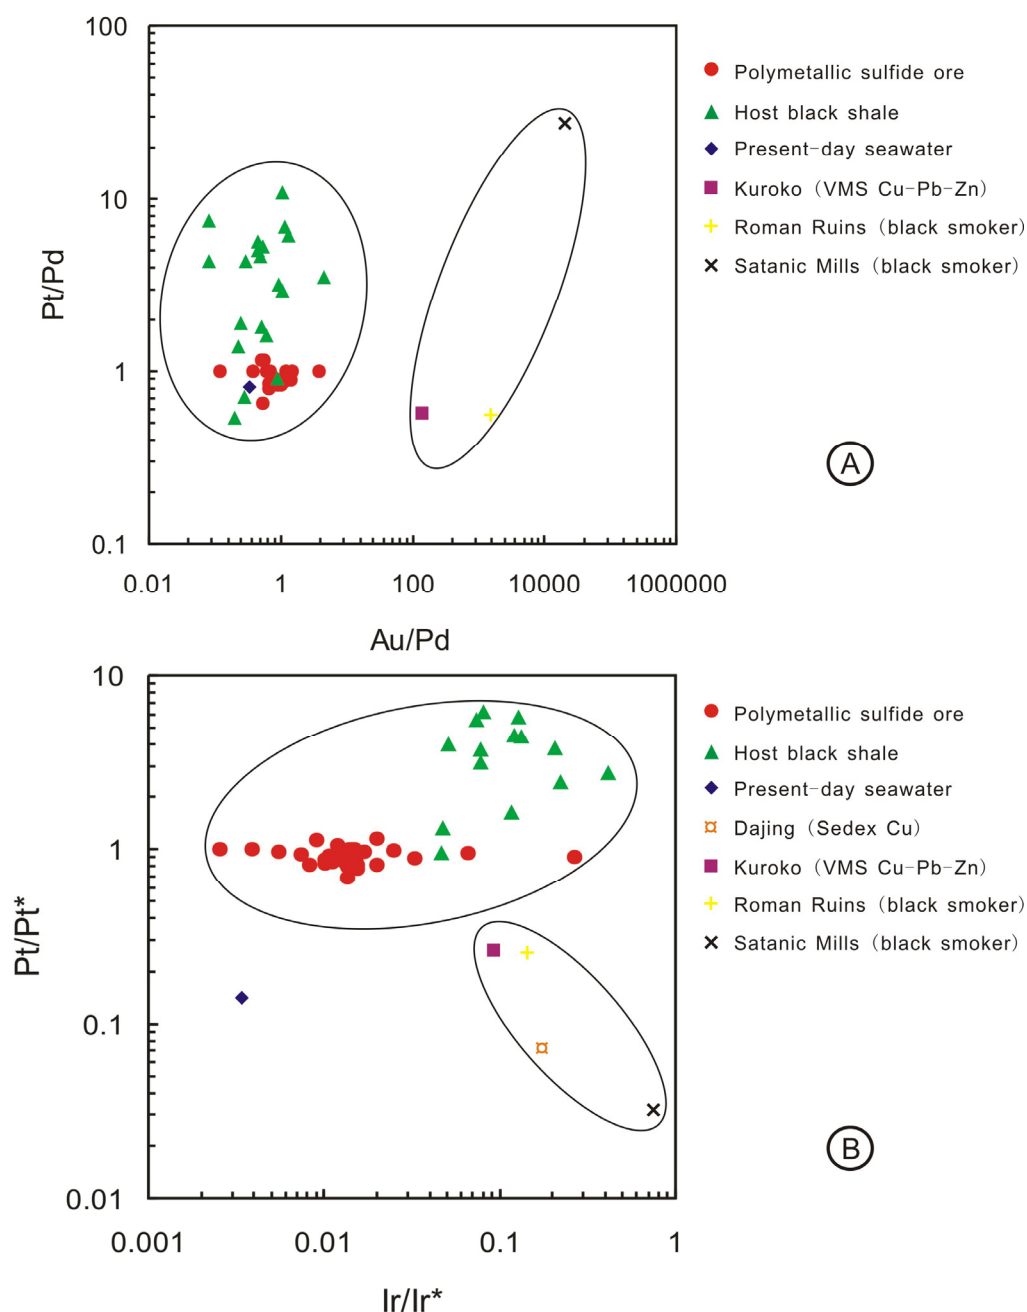 100
10
1
0.1
Pt/Pd
0.01 1 100 10000 1000000
Au/Pd
Polymetallic sulfide ore
Host black shale
Present-day seawater
Kuroko (VMS Cu-Pb-Zn)
Roman Ruins (black smoker)
Satanic Mills (black smoker)
A
10
1
0.1
0.01
Pt/Pt*
0.001 0.01 0.1 1
Ir/Ir*
Polymetallic sulfide ore
Host black shale
Present-day seawater
Dajing (Sedex Cu)
Kuroko (VMS Cu-Pb-Zn)
Roman Ruins (black smoker)
Satanic Mills (black smoker)
B